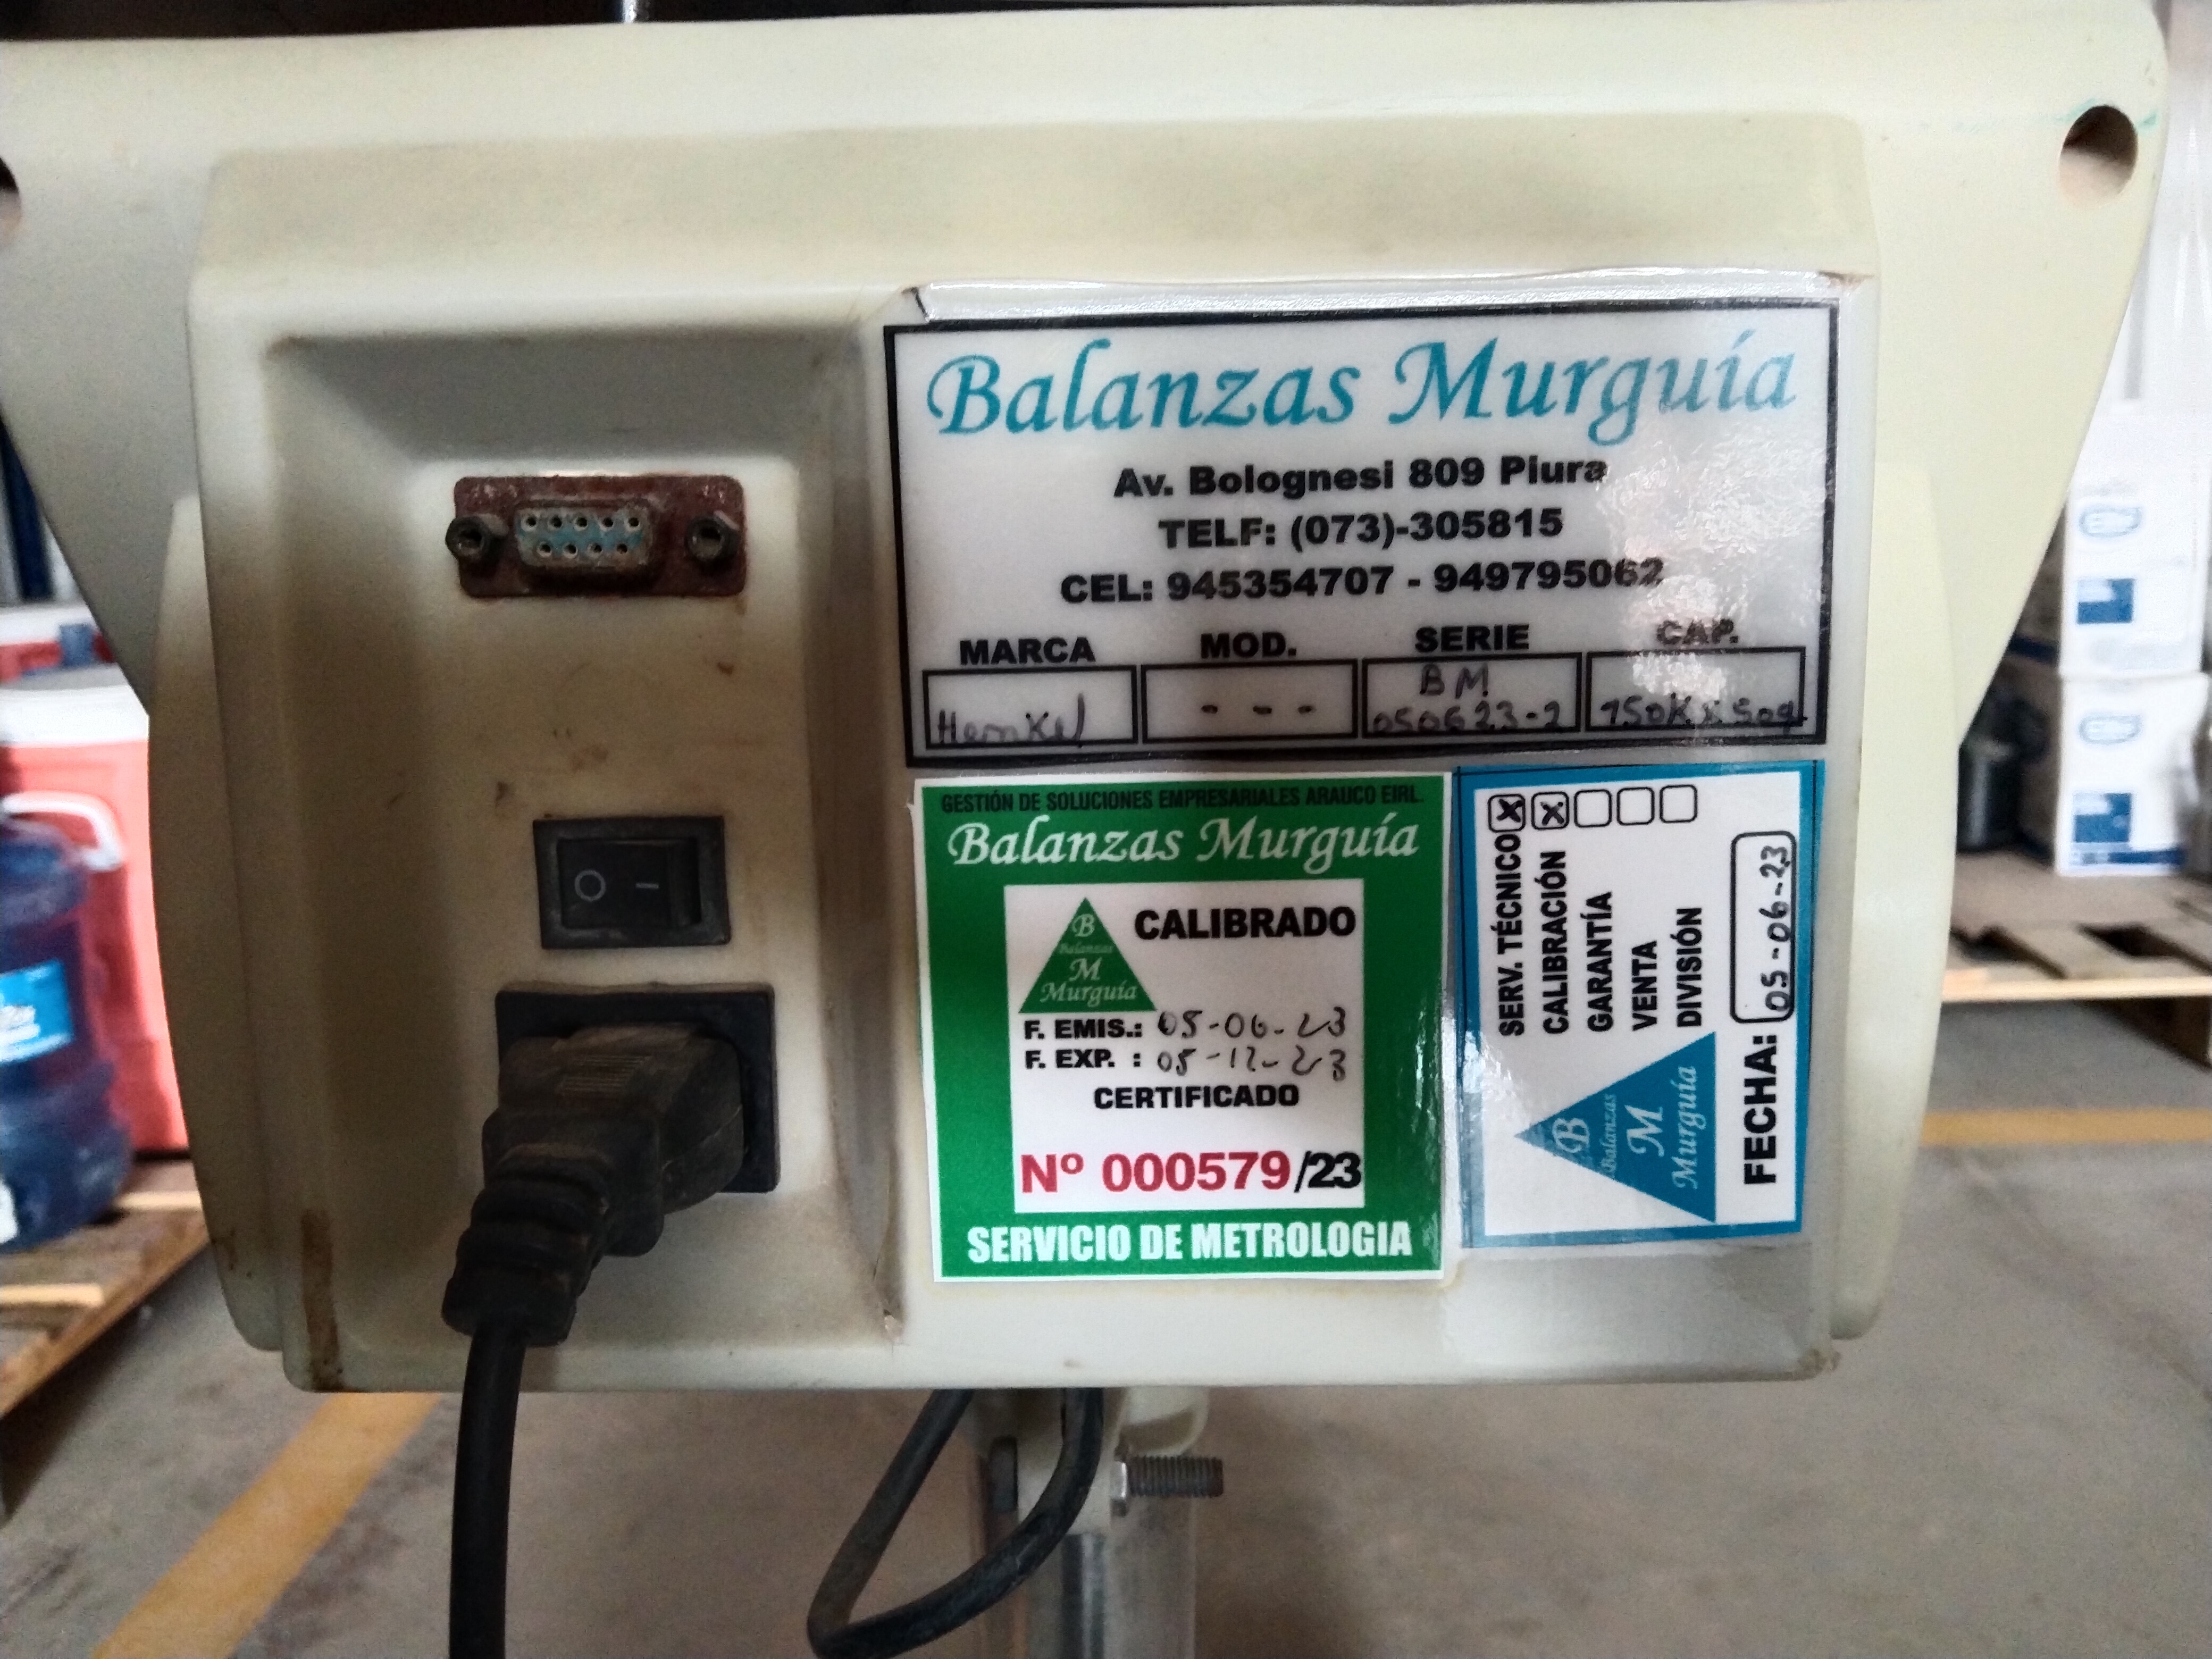 Balanzas Murguía
Av. Bolognesi 809 Piura
TELF: (073)-305815
CEL: 945354707 - 949795062
MARCA MOD. SERIE CAP.
Henkel - - - BM 050623-2 150K x 50g
GESTIÓN DE SOLUCIONES EMPRESARIALES ARAUCO EIRL.
Balanzas Murguía
B
Balanzas
M
Murguía
CALIBRADO
F. EMIS.: 05-06-23
F. EXP. : 05-12-23
CERTIFICADO
Nº 000579/23
SERVICIO DE METROLOGIA
SERV. TÉCNICO X
CALIBRACIÓN X
GARANTÍA
VENTA
DIVISIÓN
B
Balanzas
M
Murguía
FECHA: 05-06-23